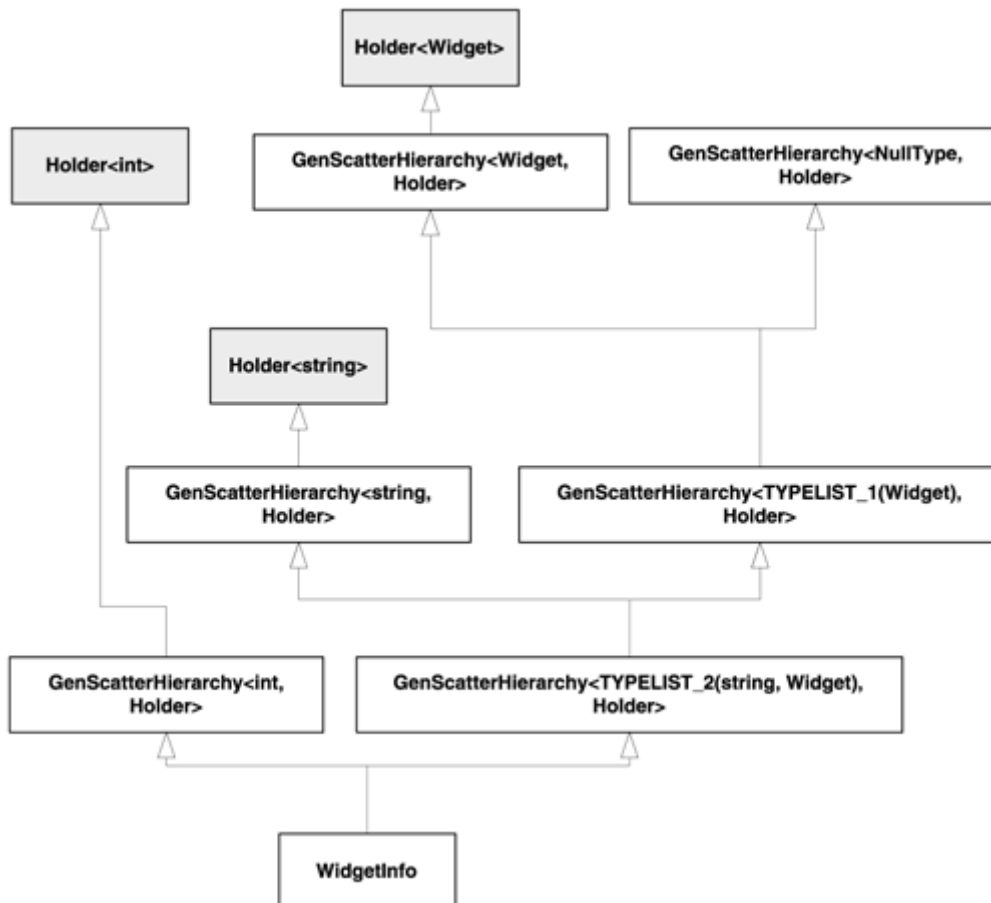 Holder<Widget>
Holder<int>
GenScatterHierarchy<Widget,
Holder>
GenScatterHierarchy<NullType,
Holder>
Holder<string>
GenScatterHierarchy<string,
Holder>
GenScatterHierarchy<TYPELIST_1(Widget),
Holder>
GenScatterHierarchy<int,
Holder>
GenScatterHierarchy<TYPELIST_2(string, Widget),
Holder>
WidgetInfo